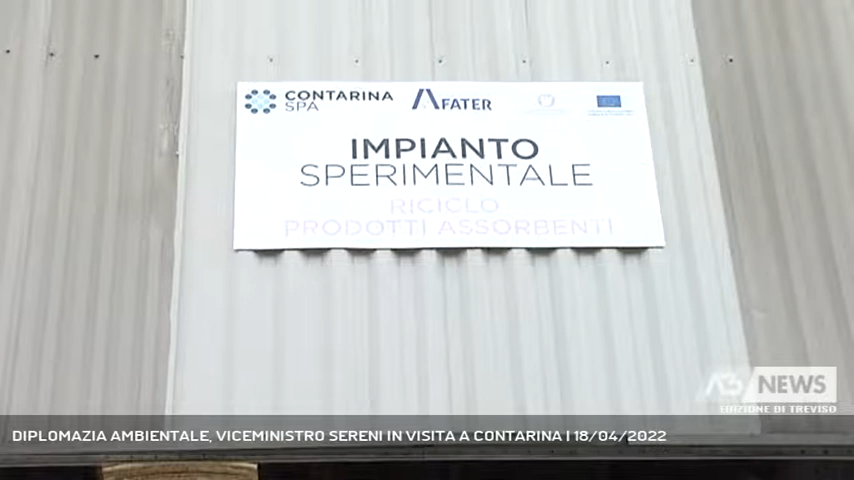 CONTARINA
SPA
FATER
IMPIANTO
SPERIMENTALE
RICICLO
PRODOTTI ASSORBENTI
NEWS
EDIZIONE DI TREVISO
DIPLOMAZIA AMBIENTALE, VICEMINISTRO SERENI IN VISITA A CONTARINA | 18/04/2022